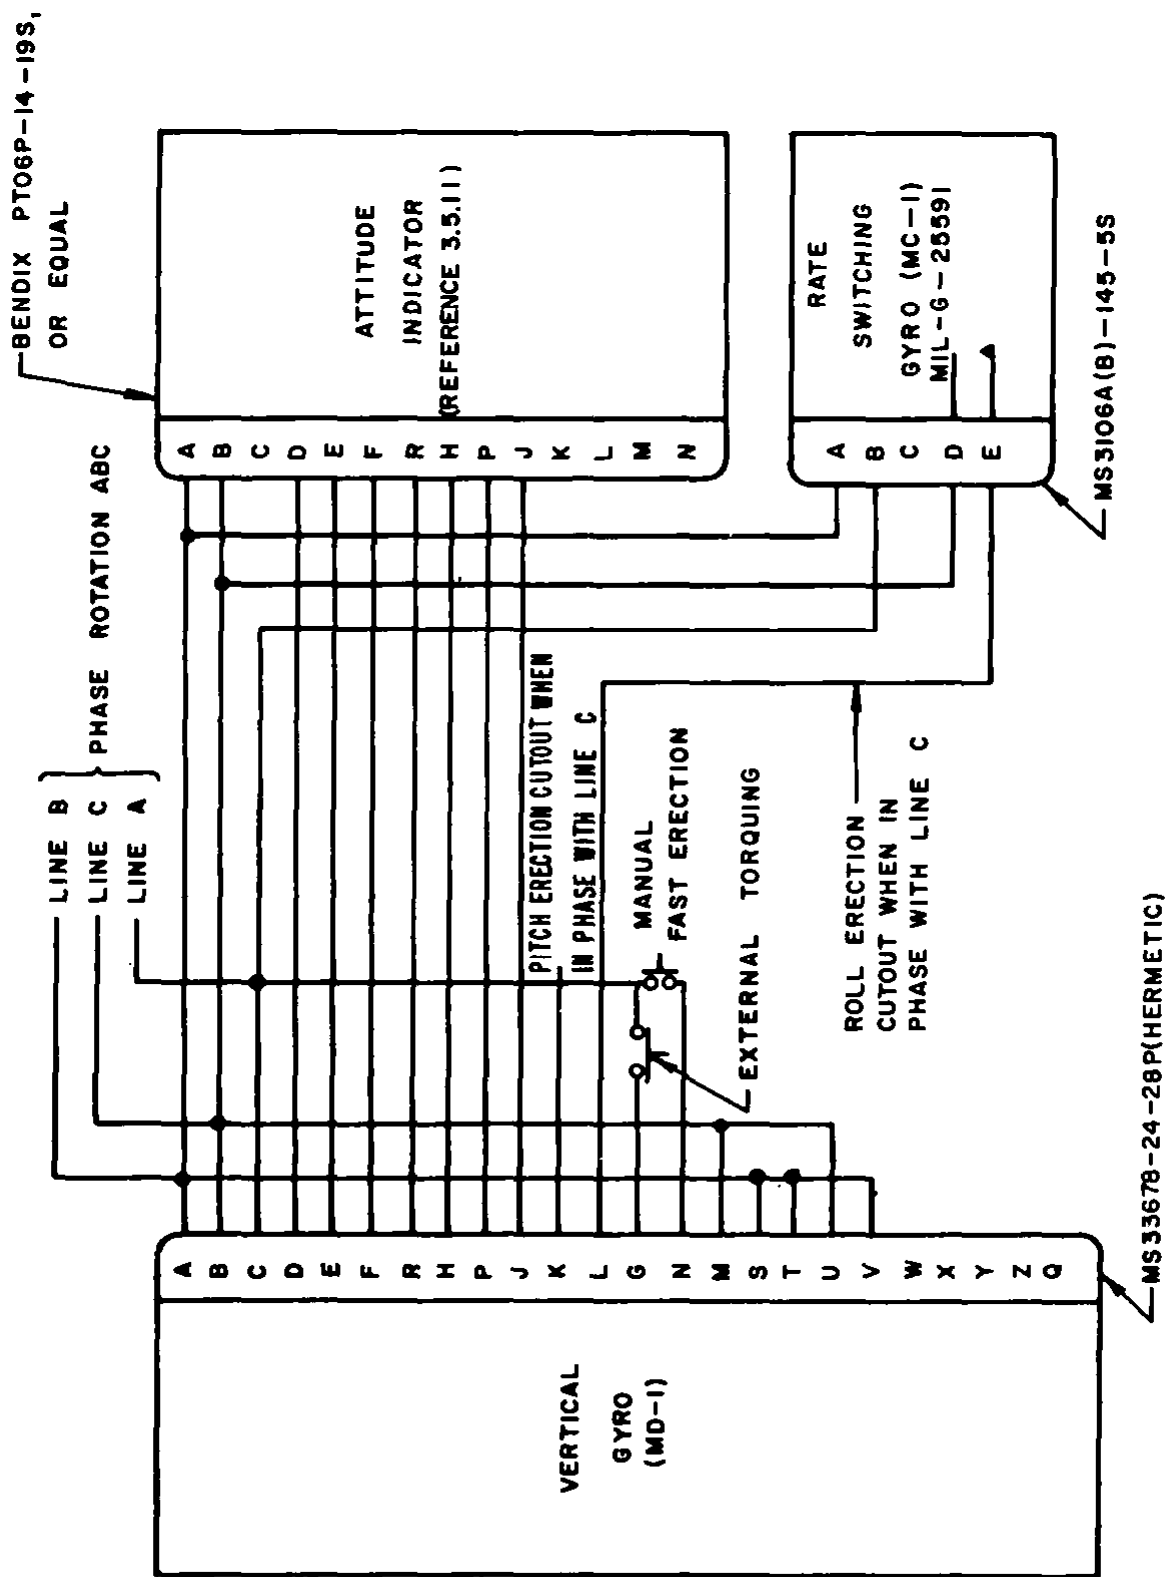 BENDIX PT06P-14-19S,
OR EQUAL
LINE B
LINE C
LINE A
PHASE ROTATION ABC
A
B
C
D
E
F
R
H
P
J
K
L
M
N
ATTITUDE
INDICATOR
(REFERENCE 3.5.11)
A
B
C
D
E
RATE
SWITCHING
GYRO (MC-1)
MIL-G-25591
MS3106A(B)-145-5S
PITCH ERECTION CUTOUT WHEN
IN PHASE WITH LINE C
MANUAL
FAST ERECTION
EXTERNAL TORQUING
ROLL ERECTION
CUTOUT WHEN IN
PHASE WITH LINE C
A
B
C
D
E
F
R
H
P
J
K
L
G
N
M
S
T
U
V
W
X
Y
Z
Q
VERTICAL
GYRO
(MD-1)
MS33678-24-28P(HERMETIC)